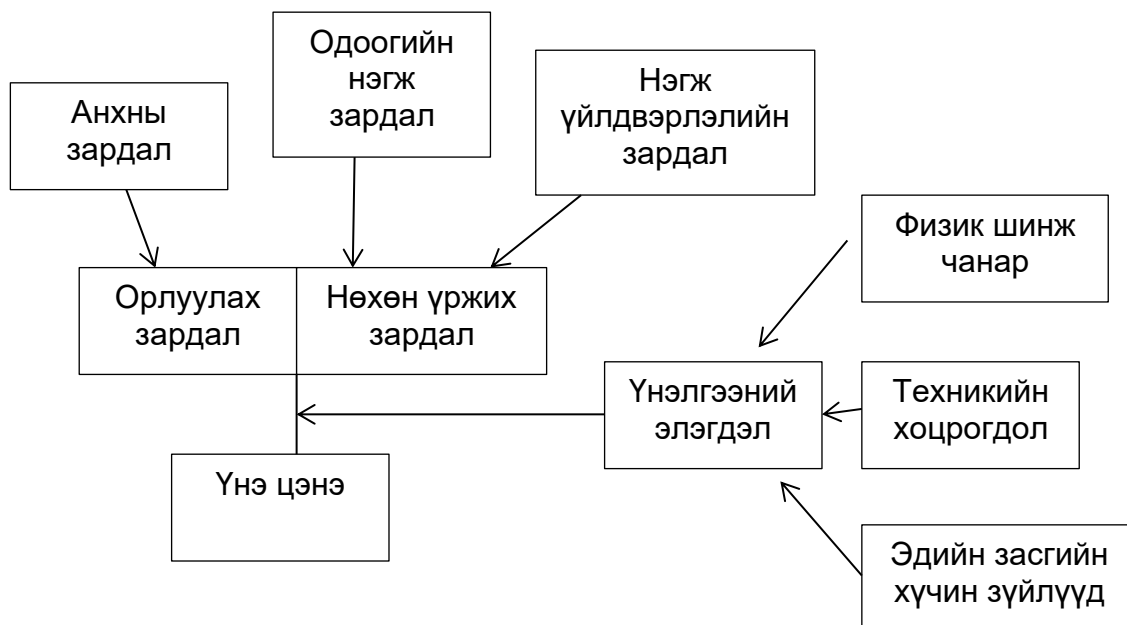 Анхны
зардал
Одоогийн
нэгж
зардал
Нэгж
үйлдвэрлэлийн
зардал
Физик шинж
чанар
Орлуулах
зардал
Нөхөн үржих
зардал
Үнэлгээний
элэгдэл
Техникийн
хоцрогдол
Үнэ цэнэ
Эдийн засгийн
хүчин зүйлүүд